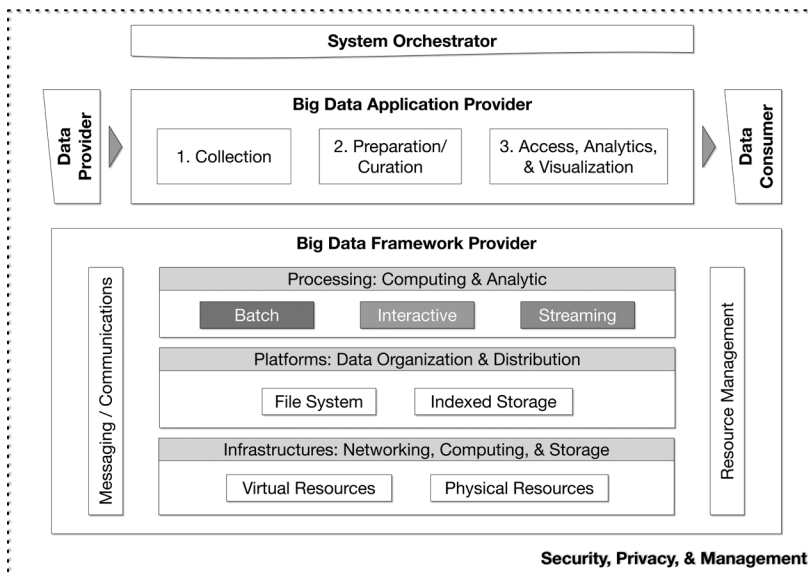 System Orchestrator
Data
Provider
Big Data Application Provider
1. Collection
2. Preparation/
Curation
3. Access, Analytics,
& Visualization
Data
Consumer
Big Data Framework Provider
Messaging / Communications
Processing: Computing & Analytic
Batch
Interactive
Streaming
Platforms: Data Organization & Distribution
File System
Indexed Storage
Infrastructures: Networking, Computing, & Storage
Virtual Resources
Physical Resources
Resource Management
Security, Privacy, & Management